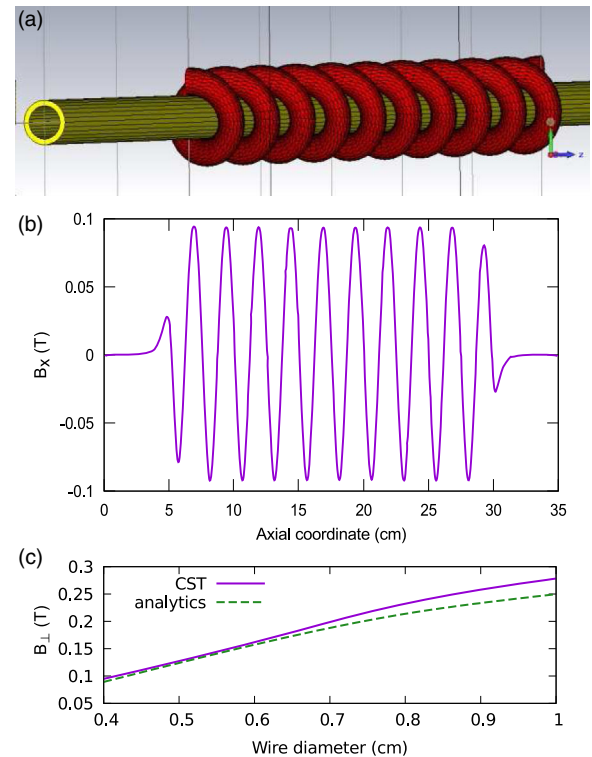 (a)
z
(b)
0.1
0.05
0
-0.05
-0.1
Bx (T)
0 5 10 15 20 25 30 35
Axial coordinate (cm)
(c)
0.3
0.25
0.2
0.15
0.1
0.05
B⊥ (T)
CST
analytics
0.4 0.5 0.6 0.7 0.8 0.9 1
Wire diameter (cm)